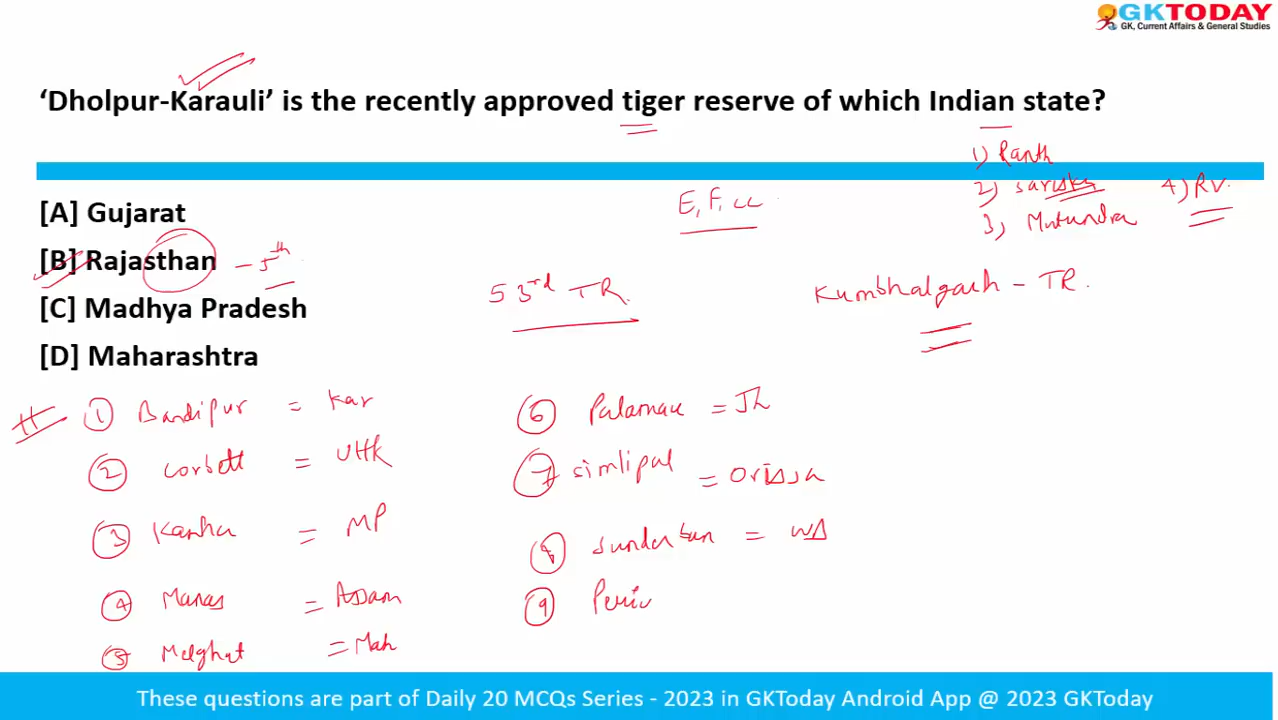 GKTODAY
GK, Current Affairs & General Studies
‘Dholpur-Karauli’ is the recently approved tiger reserve of which Indian state?
1) Ranth
2) Sariska
4) RV.
3) Mukundra
E, F, CC
[A] Gujarat
[B] Rajasthan – 5th
[C] Madhya Pradesh
[D] Maharashtra
53rd TR.
Kumbhalgarh – TR.
1 Bandipur = Kar
2 Corbett = Uttk
3 Kanha = MP
4 Manas = Assam
5 Melghat = Mah
6 Palamau = Jh
7 Simlipal = Orissa
8 Sunderban = WB
9 Peri
These questions are part of Daily 20 MCQs Series - 2023 in GKToday Android App @ 2023 GKToday